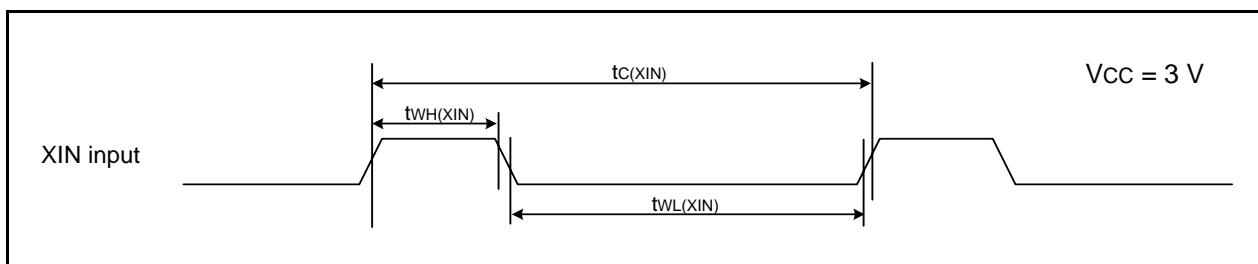 tC(XIN)
VCC = 3 V
tWH(XIN)
XIN input
tWL(XIN)